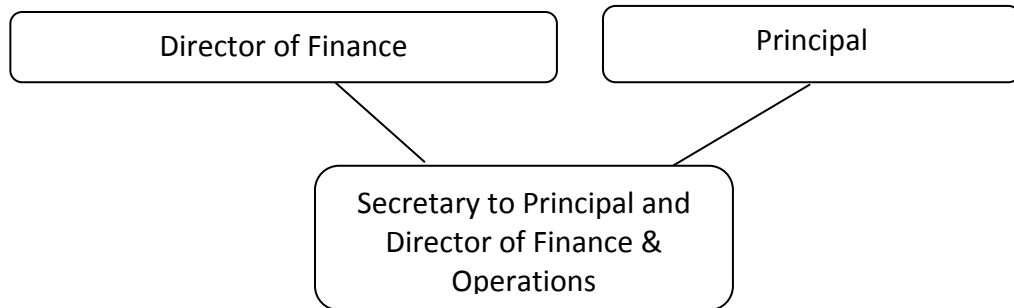 Director of Finance
Principal
Secretary to Principal and
Director of Finance &
Operations